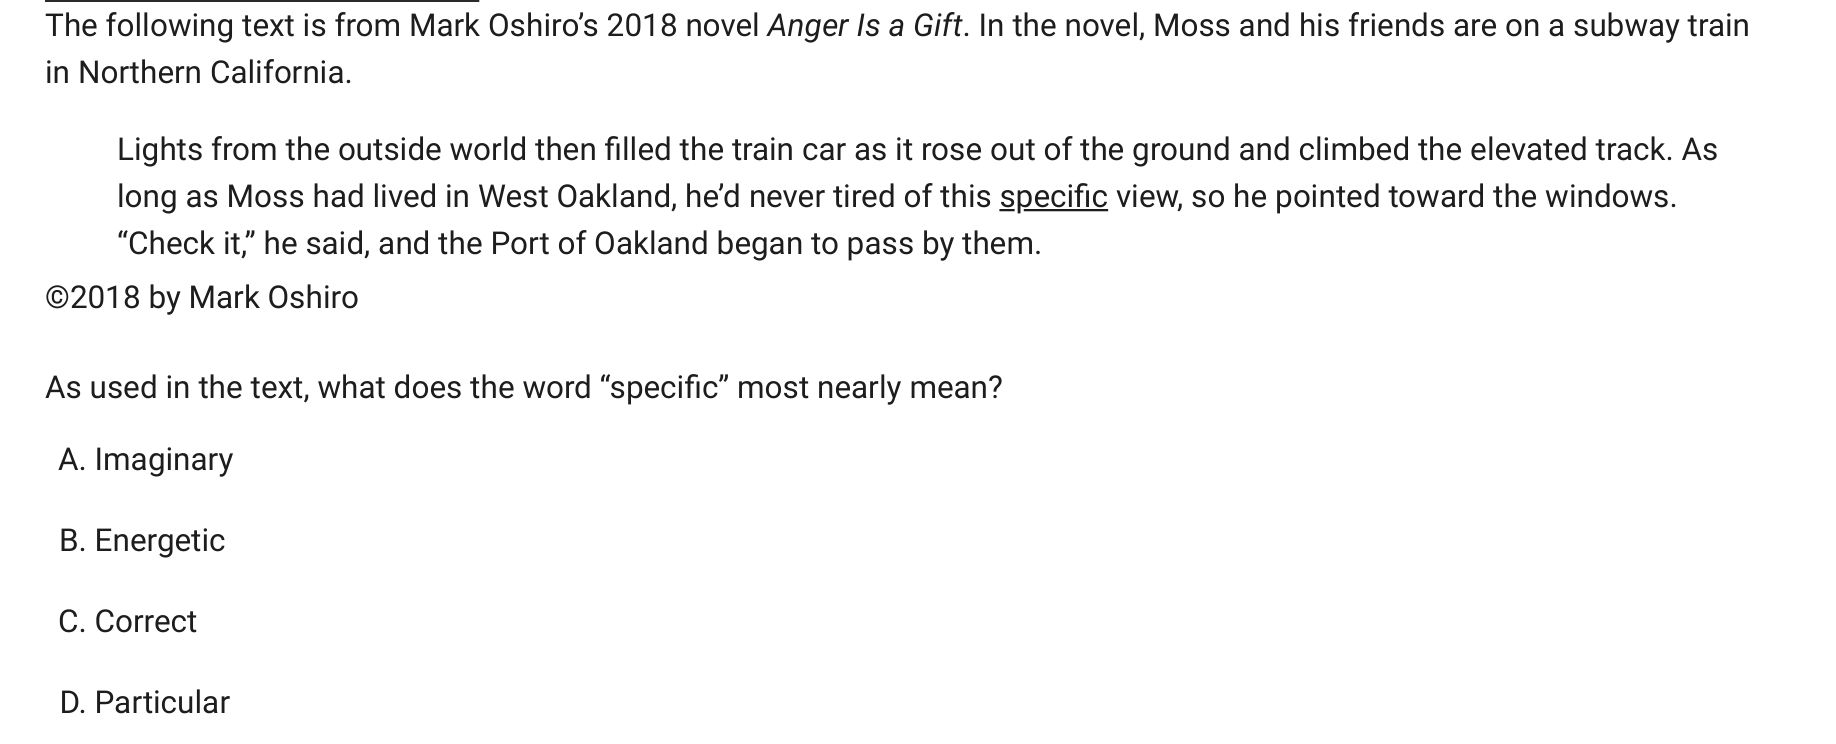 The following text is from Mark Oshiro’s 2018 novel Anger Is a Gift. In the novel, Moss and his friends are on a subway train
in Northern California.
Lights from the outside world then filled the train car as it rose out of the ground and climbed the elevated track. As
long as Moss had lived in West Oakland, he’d never tired of this specific view, so he pointed toward the windows.
“Check it,” he said, and the Port of Oakland began to pass by them.
©2018 by Mark Oshiro
As used in the text, what does the word “specific” most nearly mean?
A. Imaginary
B. Energetic
C. Correct
D. Particular